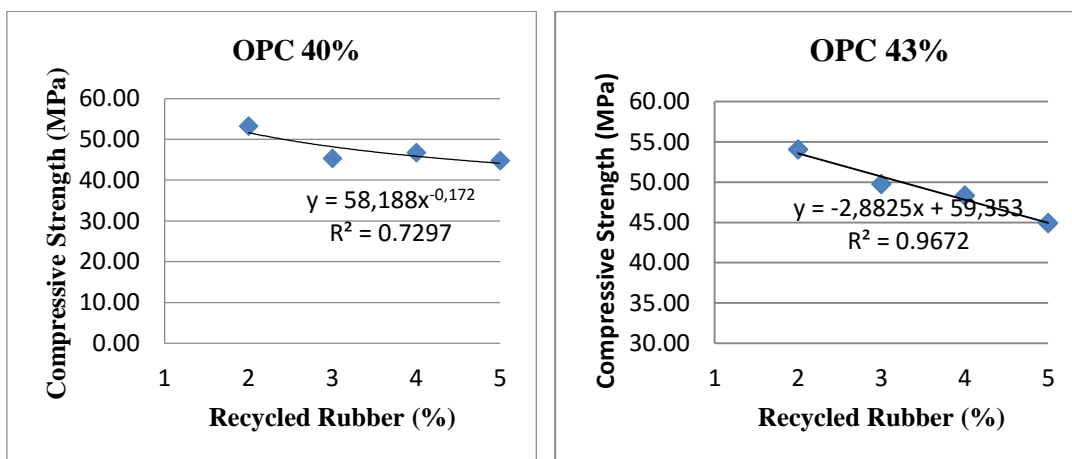 OPC 40%
Compressive Strength (MPa)
60.00
50.00
40.00
30.00
20.00
10.00
0.00
y = 58,188x^-0,172
R² = 0.7297
1 2 3 4 5
Recycled Rubber (%)
OPC 43%
Compressive Strength (MPa)
60.00
55.00
50.00
45.00
40.00
35.00
30.00
y = -2,8825x + 59,353
R² = 0.9672
1 2 3 4 5
Recycled Rubber (%)